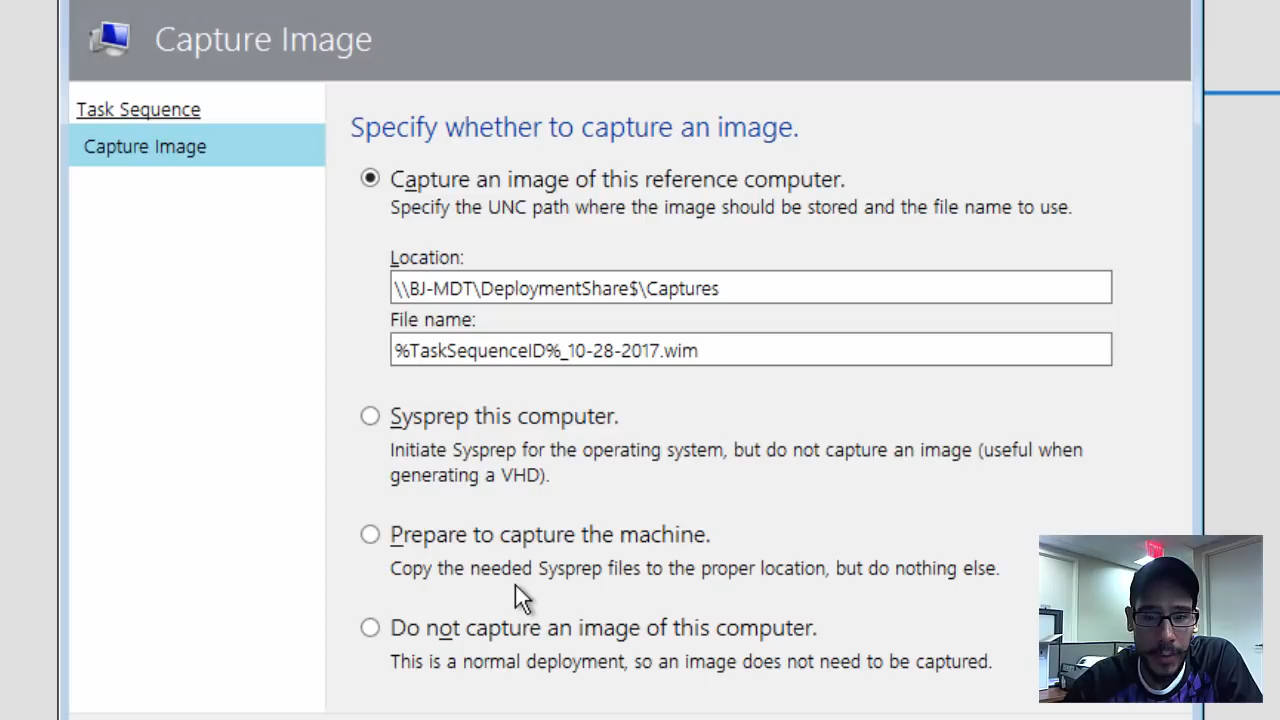 Capture Image
Task Sequence
Capture Image
Specify whether to capture an image.
Capture an image of this reference computer.
Specify the UNC path where the image should be stored and the file name to use.
Location:
\\BJ-MDT\DeploymentShare$\Captures
File name:
%TaskSequenceID%_10-28-2017.wim
Sysprep this computer.
Initiate Sysprep for the operating system, but do not capture an image (useful when
generating a VHD).
Prepare to capture the machine.
Copy the needed Sysprep files to the proper location, but do nothing else.
Do not capture an image of this computer.
This is a normal deployment, so an image does not need to be captured.